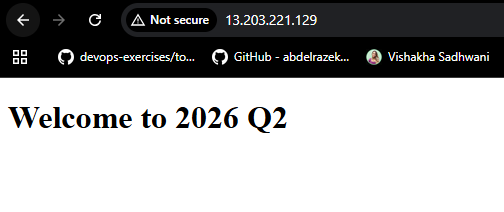 Not secure 13.203.221.129
devops-exercises/to... GitHub - abdelrazek... Vishakha Sadhwani
Welcome to 2026 Q2